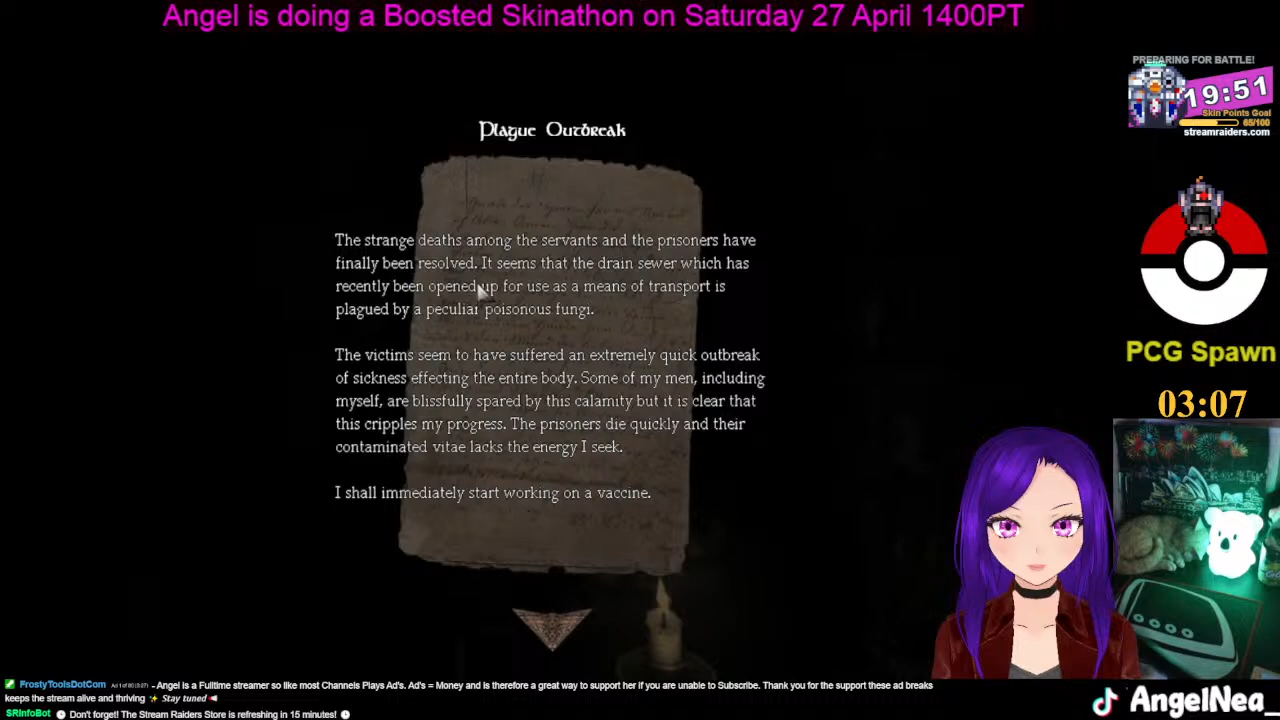 Angel is doing a Boosted Skinathon on Saturday 27 April 1400PT
PREPARING FOR BATTLE!
19:51
Skin Points Goal
65/100
streamraiders.com
Plague Outbreak
The strange deaths among the servants and the prisoners have
finally been resolved. It seems that the drain sewer which has
recently been opened up for use as a means of transport is
plagued by a peculiar poisonous fungi.
The victims seem to have suffered an extremely quick outbreak
of sickness effecting the entire body. Some of my men, including
myself, are blissfully spared by this calamity but it is clear that
this cripples my progress. The prisoners die quickly and their
contaminated vitae lacks the energy I seek.
I shall immediately start working on a vaccine.
PCG Spawn
03:07
FrostyToolsDotCom - Angel is a Fulltime streamer so like most Channels Plays Ad's. Ad's = Money and is therefore a great way to support her if you are unable to Subscribe. Thank you for the support these ad breaks
keeps the stream alive and thriving Stay tuned
SRInfoBot Don't forget! The Stream Raiders Store is refreshing in 15 minutes!
AngelNea_